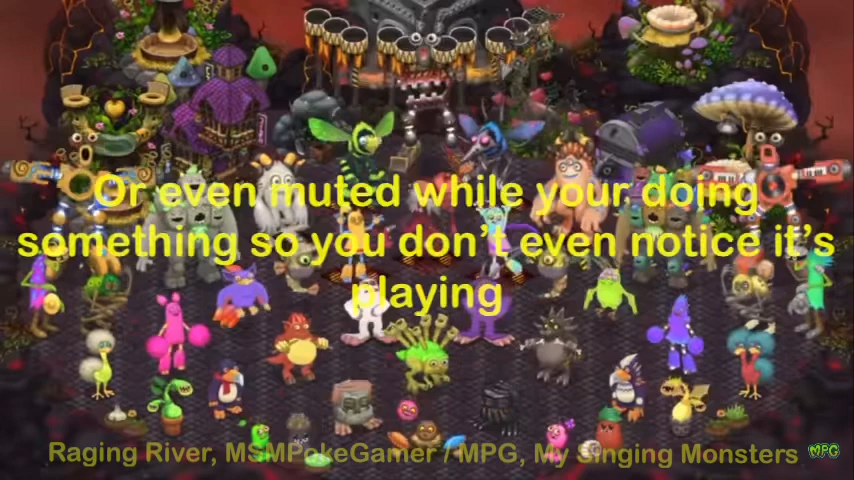 Or even muted while your doing
something so you don't even notice it's
playing
Raging River, MSMPokeGamer / MPG, My Singing Monsters
MPG